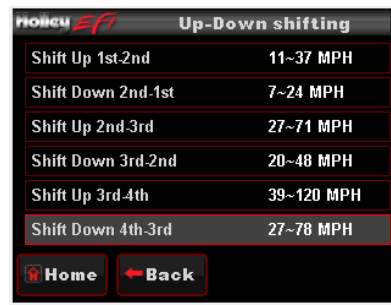 Holley EFI Up-Down shifting
Shift Up 1st-2nd 11~37 MPH
Shift Down 2nd-1st 7~24 MPH
Shift Up 2nd-3rd 27~71 MPH
Shift Down 3rd-2nd 20~48 MPH
Shift Up 3rd-4th 39~120 MPH
Shift Down 4th-3rd 27~78 MPH
Home Back